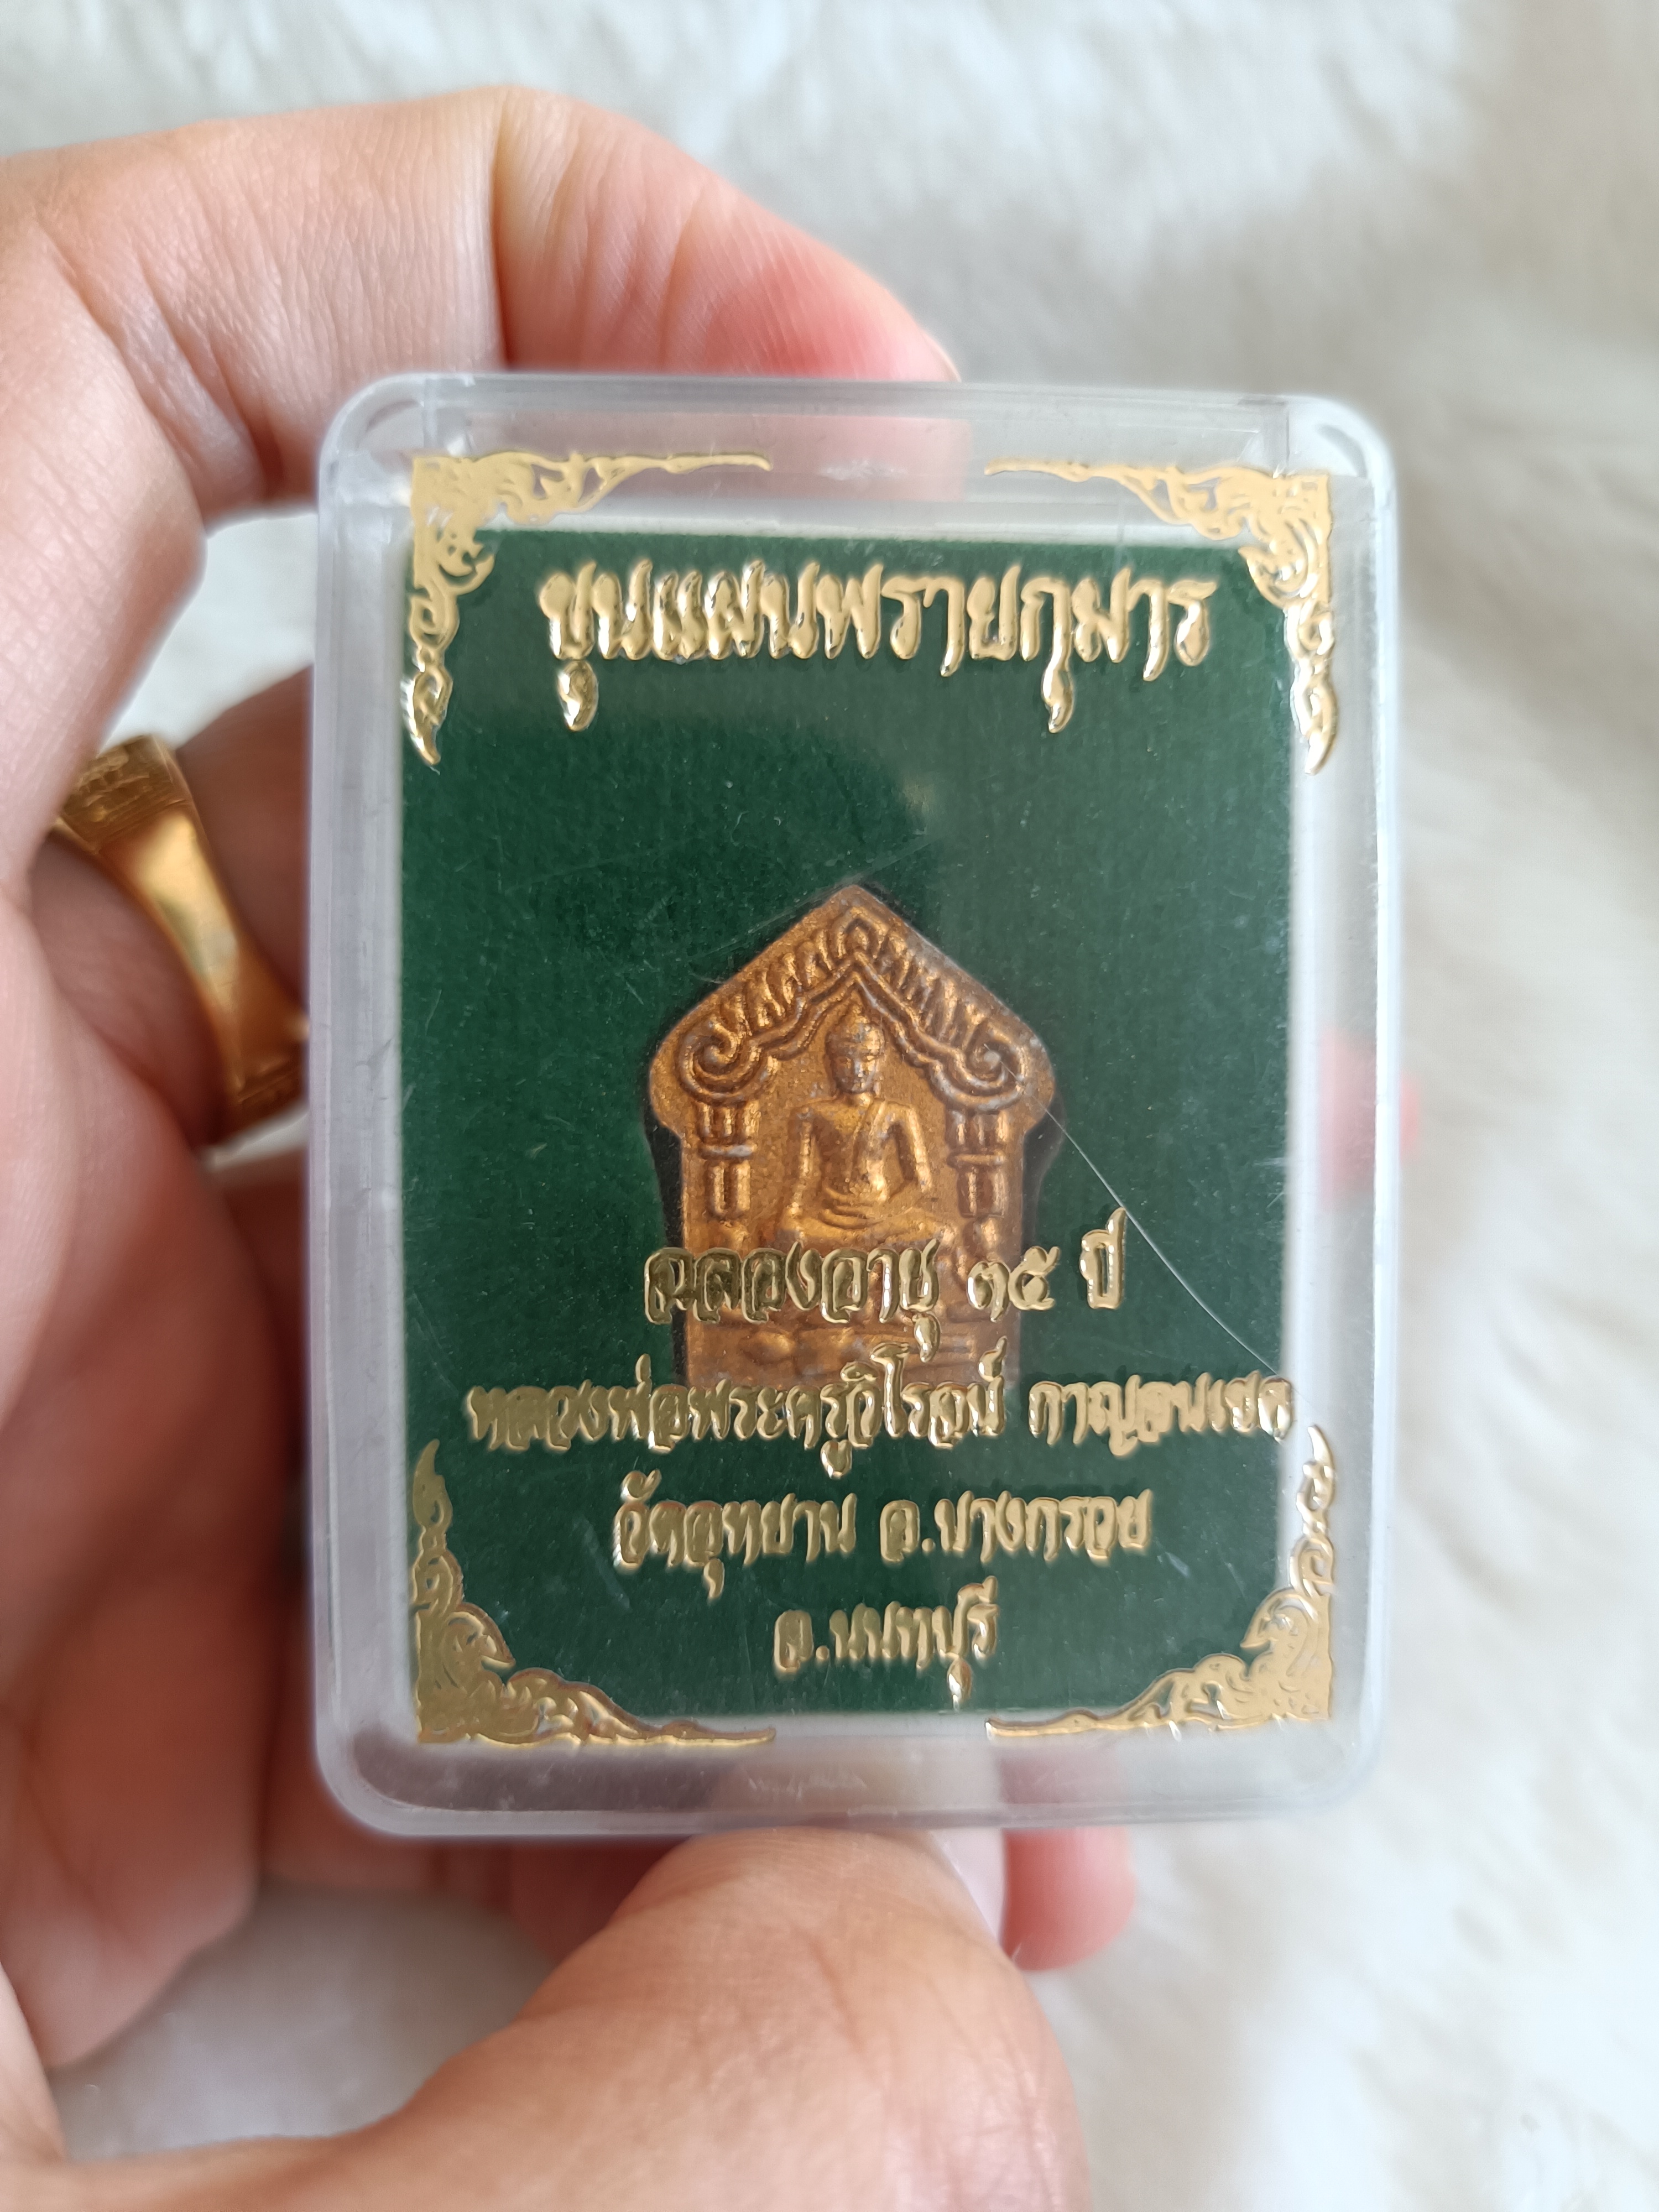 ขุนแผนพรายกุมาร
ฉลองอายุ ๓๕ ปี
หลวงพ่อพระครูวิโรจน์ กาญจนเขต
วัดอุทยาน อ.บางกรวย
จ.นนทบุรี